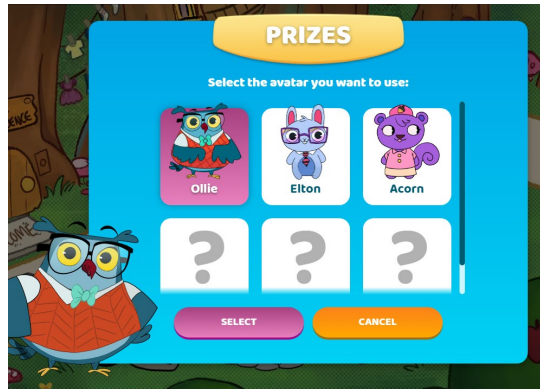 PRIZES
Select the avatar you want to use:
Ollie
Elton
Acorn
?
?
?
SELECT
CANCEL